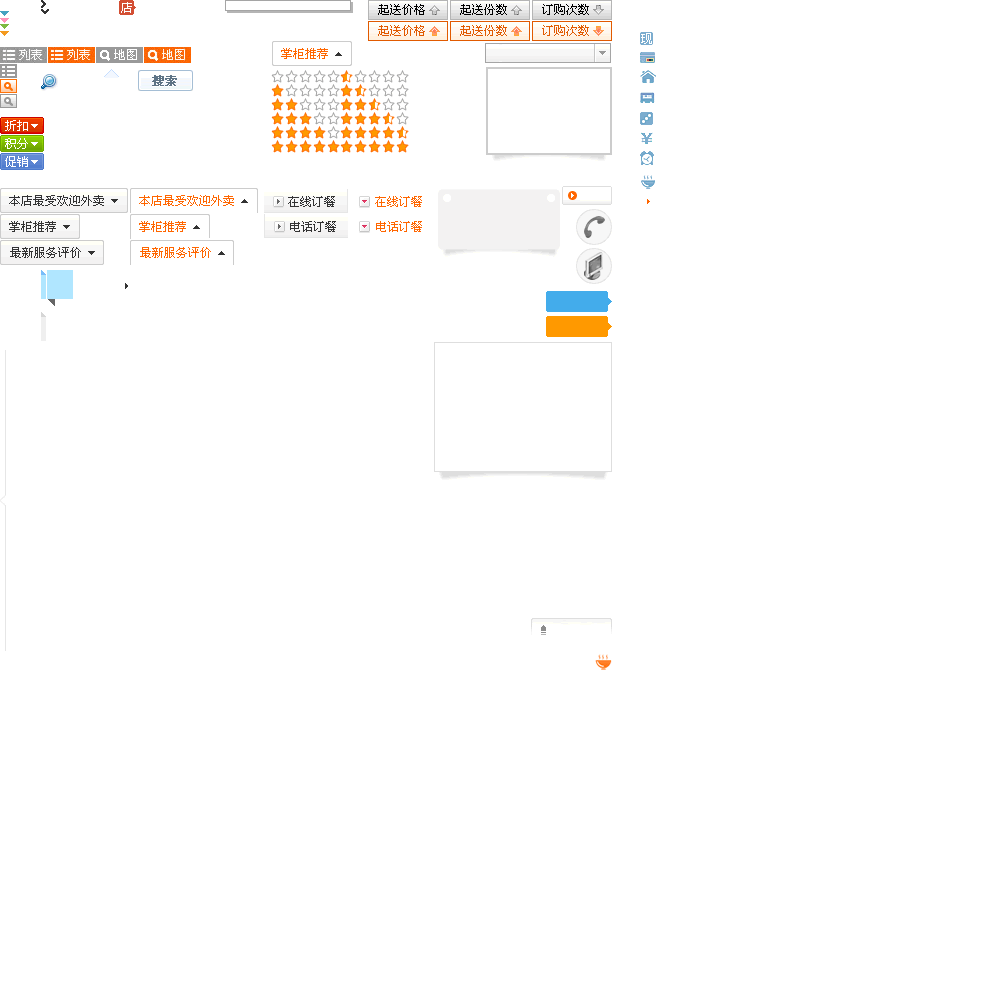 店
起送价格 起送份数 订购次数
起送价格 起送份数 订购次数
现
列表 列表 地图 地图
掌柜推荐
搜索
折扣
积分
促销
本店最受欢迎外卖 本店最受欢迎外卖 在线订餐 在线订餐
掌柜推荐 掌柜推荐 电话订餐 电话订餐
最新服务评价 最新服务评价